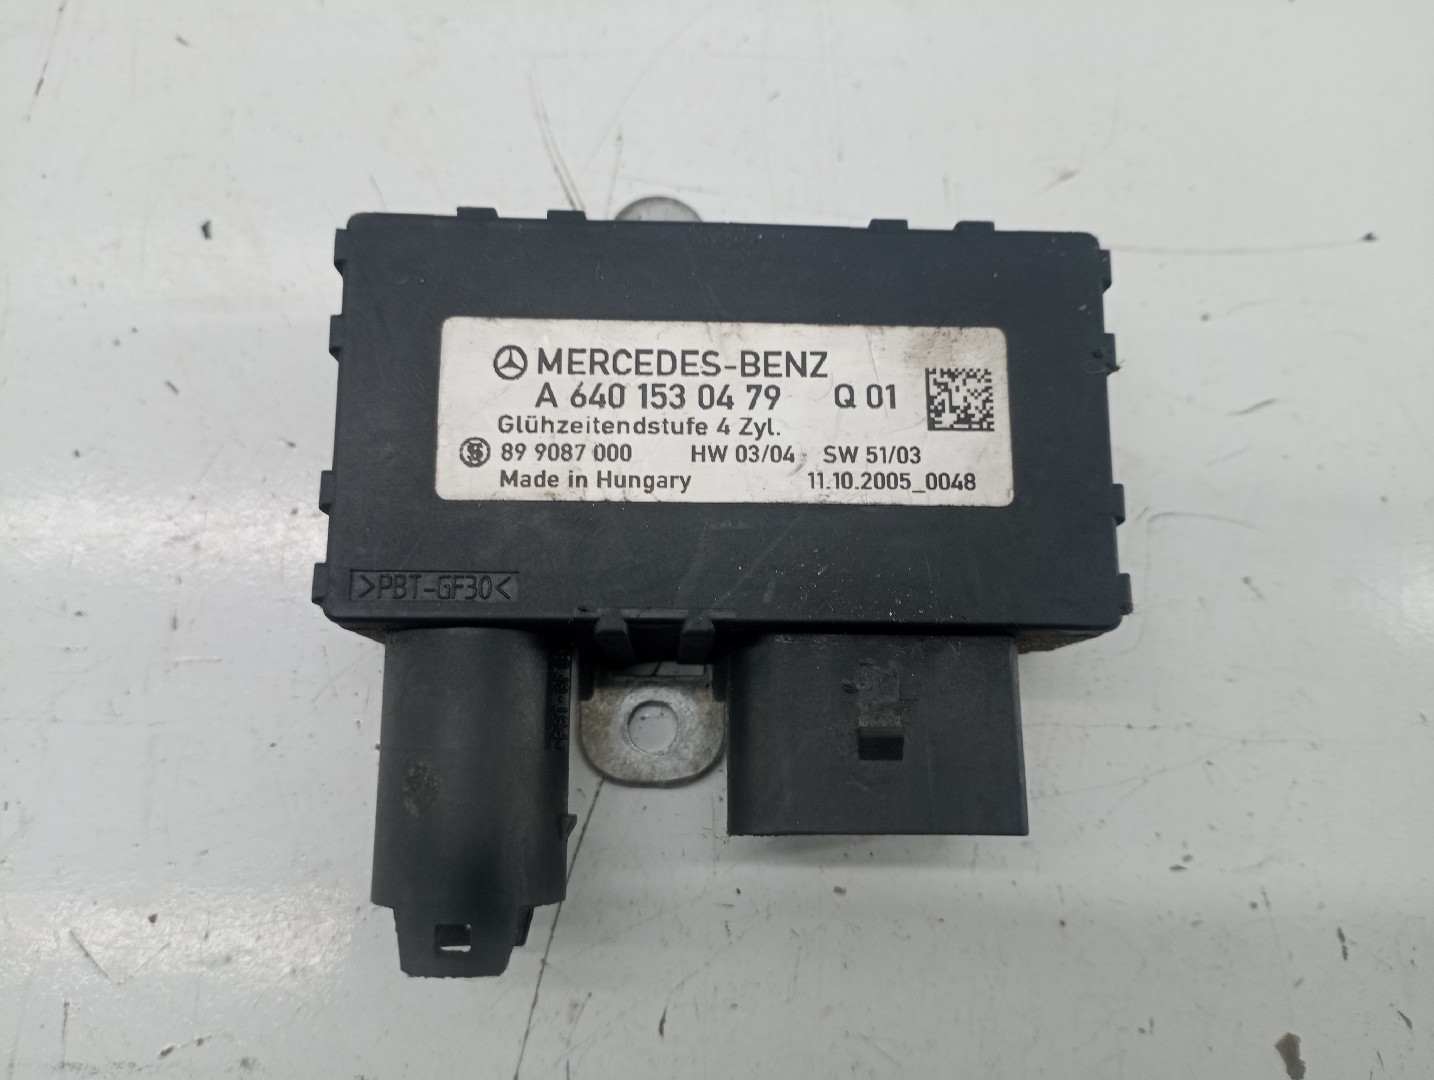 MERCEDES-BENZ
A 640 153 04 79 Q 01
Glühzeitendstufe 4 Zyl.
89 9087 000 HW 03/04 SW 51/03
Made in Hungary 11.10.2005_0048
>PBT-GF30<